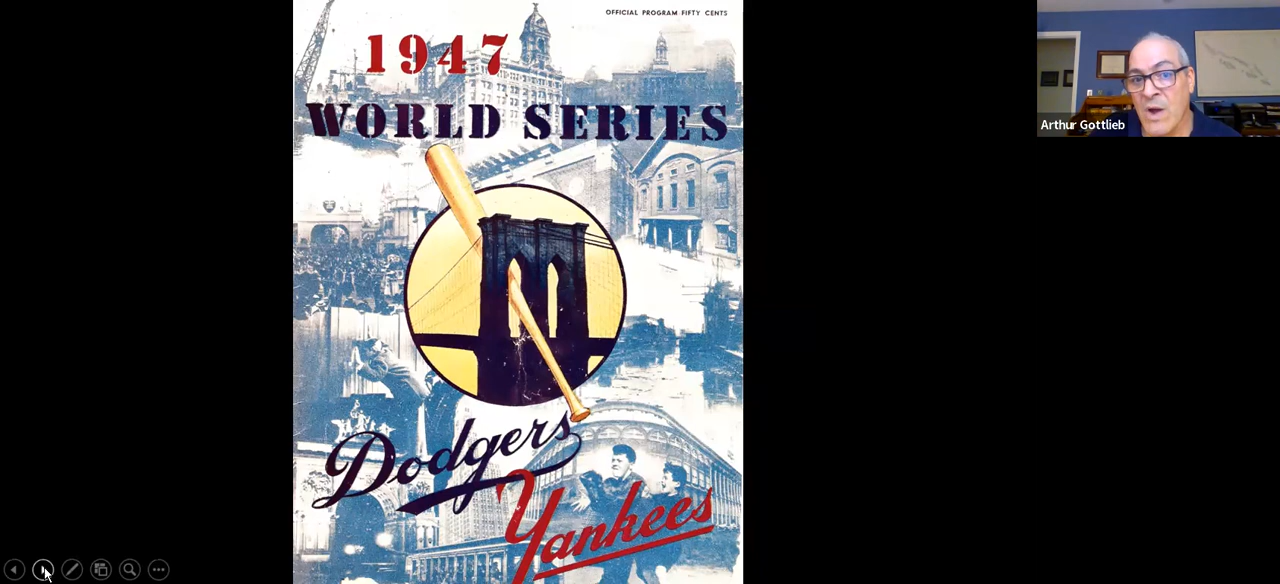 OFFICIAL PROGRAM FIFTY CENTS
1947
WORLD SERIES
Dodgers
Yankees
Arthur Gottlieb